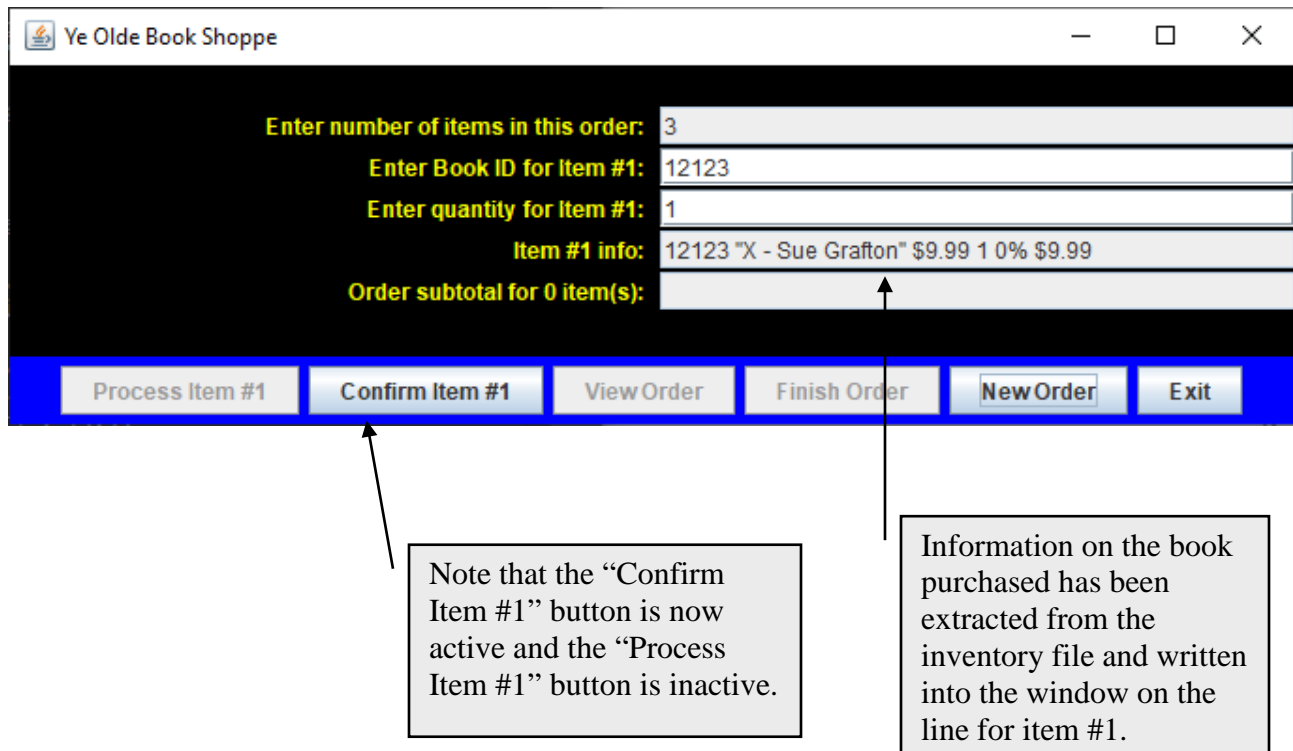 Ye Olde Book Shoppe
Enter number of items in this order: 3
Enter Book ID for Item #1: 12123
Enter quantity for Item #1: 1
Item #1 info: 12123 "X - Sue Grafton" $9.99 1 0% $9.99
Order subtotal for 0 item(s):
Process Item #1 Confirm Item #1 View Order Finish Order New Order Exit
Note that the “Confirm
Item #1” button is now
active and the “Process
Item #1” button is inactive.
Information on the book
purchased has been
extracted from the
inventory file and written
into the window on the
line for item #1.